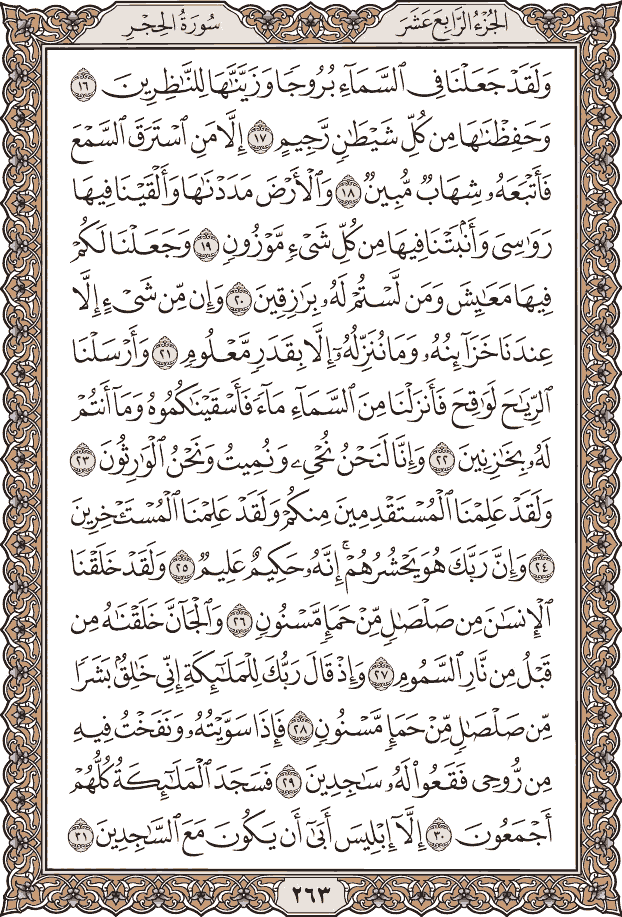 الجُزْءُ الرَّابِعَ عَشَرَ
سُورَةُ الحِجْرِ
وَلَقَدْ جَعَلْنَا فِي ٱلسَّمَآءِ بُرُوجٗا وَزَيَّنَّٰهَا لِلنَّٰظِرِينَ ١٦
وَحَفِظْنَٰهَا مِن كُلِّ شَيْطَٰنٖ رَّجِيمٍ ١٧ إِلَّا مَنِ ٱسْتَرَقَ ٱلسَّمْعَ
فَأَتْبَعَهُۥ شِهَابٞ مُّبِينٞ ١٨ وَٱلْأَرْضَ مَدَدْنَٰهَا وَأَلْقَيْنَا فِيهَا
رَوَٰسِيَ وَأَنۢبَتْنَا فِيهَا مِن كُلِّ شَيْءٖ مَّوْزُونٖ ١٩ وَجَعَلْنَا لَكُمْ
فِيهَا مَعَٰيِشَ وَمَن لَّسْتُمْ لَهُۥ بِرَٰزِقِينَ ٢٠ وَإِن مِّن شَيْءٍ إِلَّا
عِندَنَا خَزَآئِنُهُۥ وَمَا نُنَزِّلُهُۥٓ إِلَّا بِقَدَرٖ مَّعْلُومٖ ٢١ وَأَرْسَلْنَا
ٱلرِّيَٰحَ لَوَٰقِحَ فَأَنزَلْنَا مِنَ ٱلسَّمَآءِ مَآءٗ فَأَسْقَيْنَٰكُمُوهُ وَمَآ أَنتُمْ
لَهُۥ بِخَٰزِنِينَ ٢٢ وَإِنَّا لَنَحْنُ نُحْيِۦ وَنُمِيتُ وَنَحْنُ ٱلْوَٰرِثُونَ ٢٣
وَلَقَدْ عَلِمْنَا ٱلْمُسْتَقْدِمِينَ مِنكُمْ وَلَقَدْ عَلِمْنَا ٱلْمُسْتَـْٔخِرِينَ
٢٤ وَإِنَّ رَبَّكَ هُوَ يَحْشُرُهُمْۚ إِنَّهُۥ حَكِيمٌ عَلِيمٞ ٢٥ وَلَقَدْ خَلَقْنَا
ٱلْإِنسَٰنَ مِن صَلْصَٰلٖ مِّنْ حَمَإٖ مَّسْنُونٖ ٢٦ وَٱلْجَآنَّ خَلَقْنَٰهُ مِن
قَبْلُ مِن نَّارِ ٱلسَّمُومِ ٢٧ وَإِذْ قَالَ رَبُّكَ لِلْمَلَٰٓئِكَةِ إِنِّي خَٰلِقُۢ بَشَرٗا
مِّن صَلْصَٰلٖ مِّنْ حَمَإٖ مَّسْنُونٖ ٢٨ فَإِذَا سَوَّيْتُهُۥ وَنَفَخْتُ فِيهِ
مِن رُّوحِي فَقَعُوا۟ لَهُۥ سَٰجِدِينَ ٢٩ فَسَجَدَ ٱلْمَلَٰٓئِكَةُ كُلُّهُمْ
أَجْمَعُونَ ٣٠ إِلَّآ إِبْلِيسَ أَبَىٰٓ أَن يَكُونَ مَعَ ٱلسَّٰجِدِينَ ٣١
٢٦٣